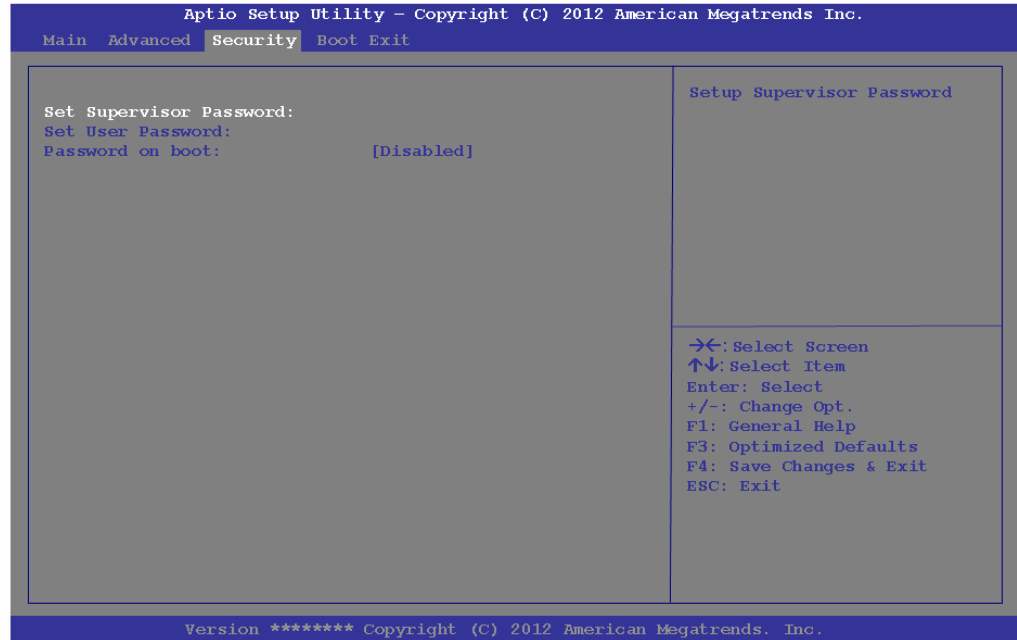 Aptio Setup Utility – Copyright (C) 2012 American Megatrends Inc.
Main Advanced Security Boot Exit
Set Supervisor Password:
Set User Password:
Password on boot: [Disabled]
Setup Supervisor Password
→←: Select Screen
↑↓: Select Item
Enter: Select
+/-: Change Opt.
F1: General Help
F3: Optimized Defaults
F4: Save Changes & Exit
ESC: Exit
Version ******** Copyright (C) 2012 American Megatrends. Inc.